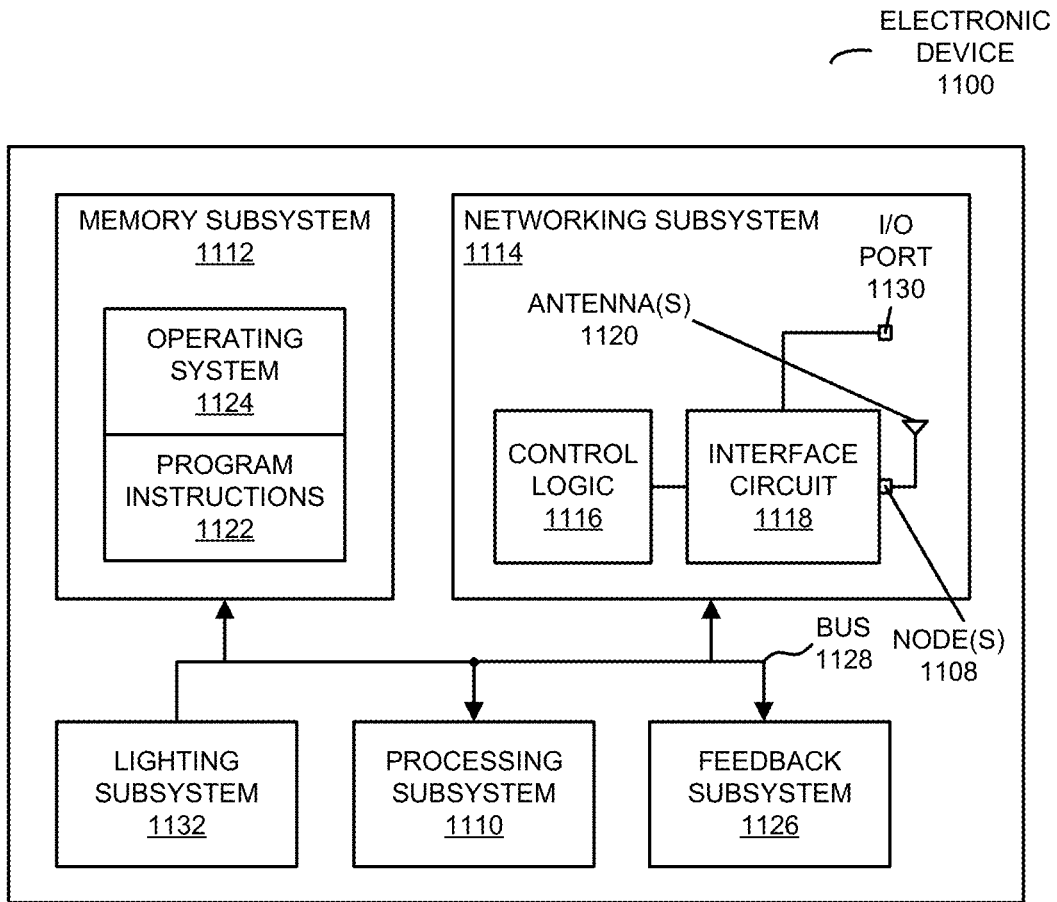 ELECTRONIC
DEVICE
1100
MEMORY SUBSYSTEM
1112
OPERATING
SYSTEM
1124
PROGRAM
INSTRUCTIONS
1122
NETWORKING SUBSYSTEM
1114
I/O
PORT
1130
ANTENNA(S)
1120
CONTROL
LOGIC
1116
INTERFACE
CIRCUIT
1118
BUS
1128
NODE(S)
1108
LIGHTING
SUBSYSTEM
1132
PROCESSING
SUBSYSTEM
1110
FEEDBACK
SUBSYSTEM
1126